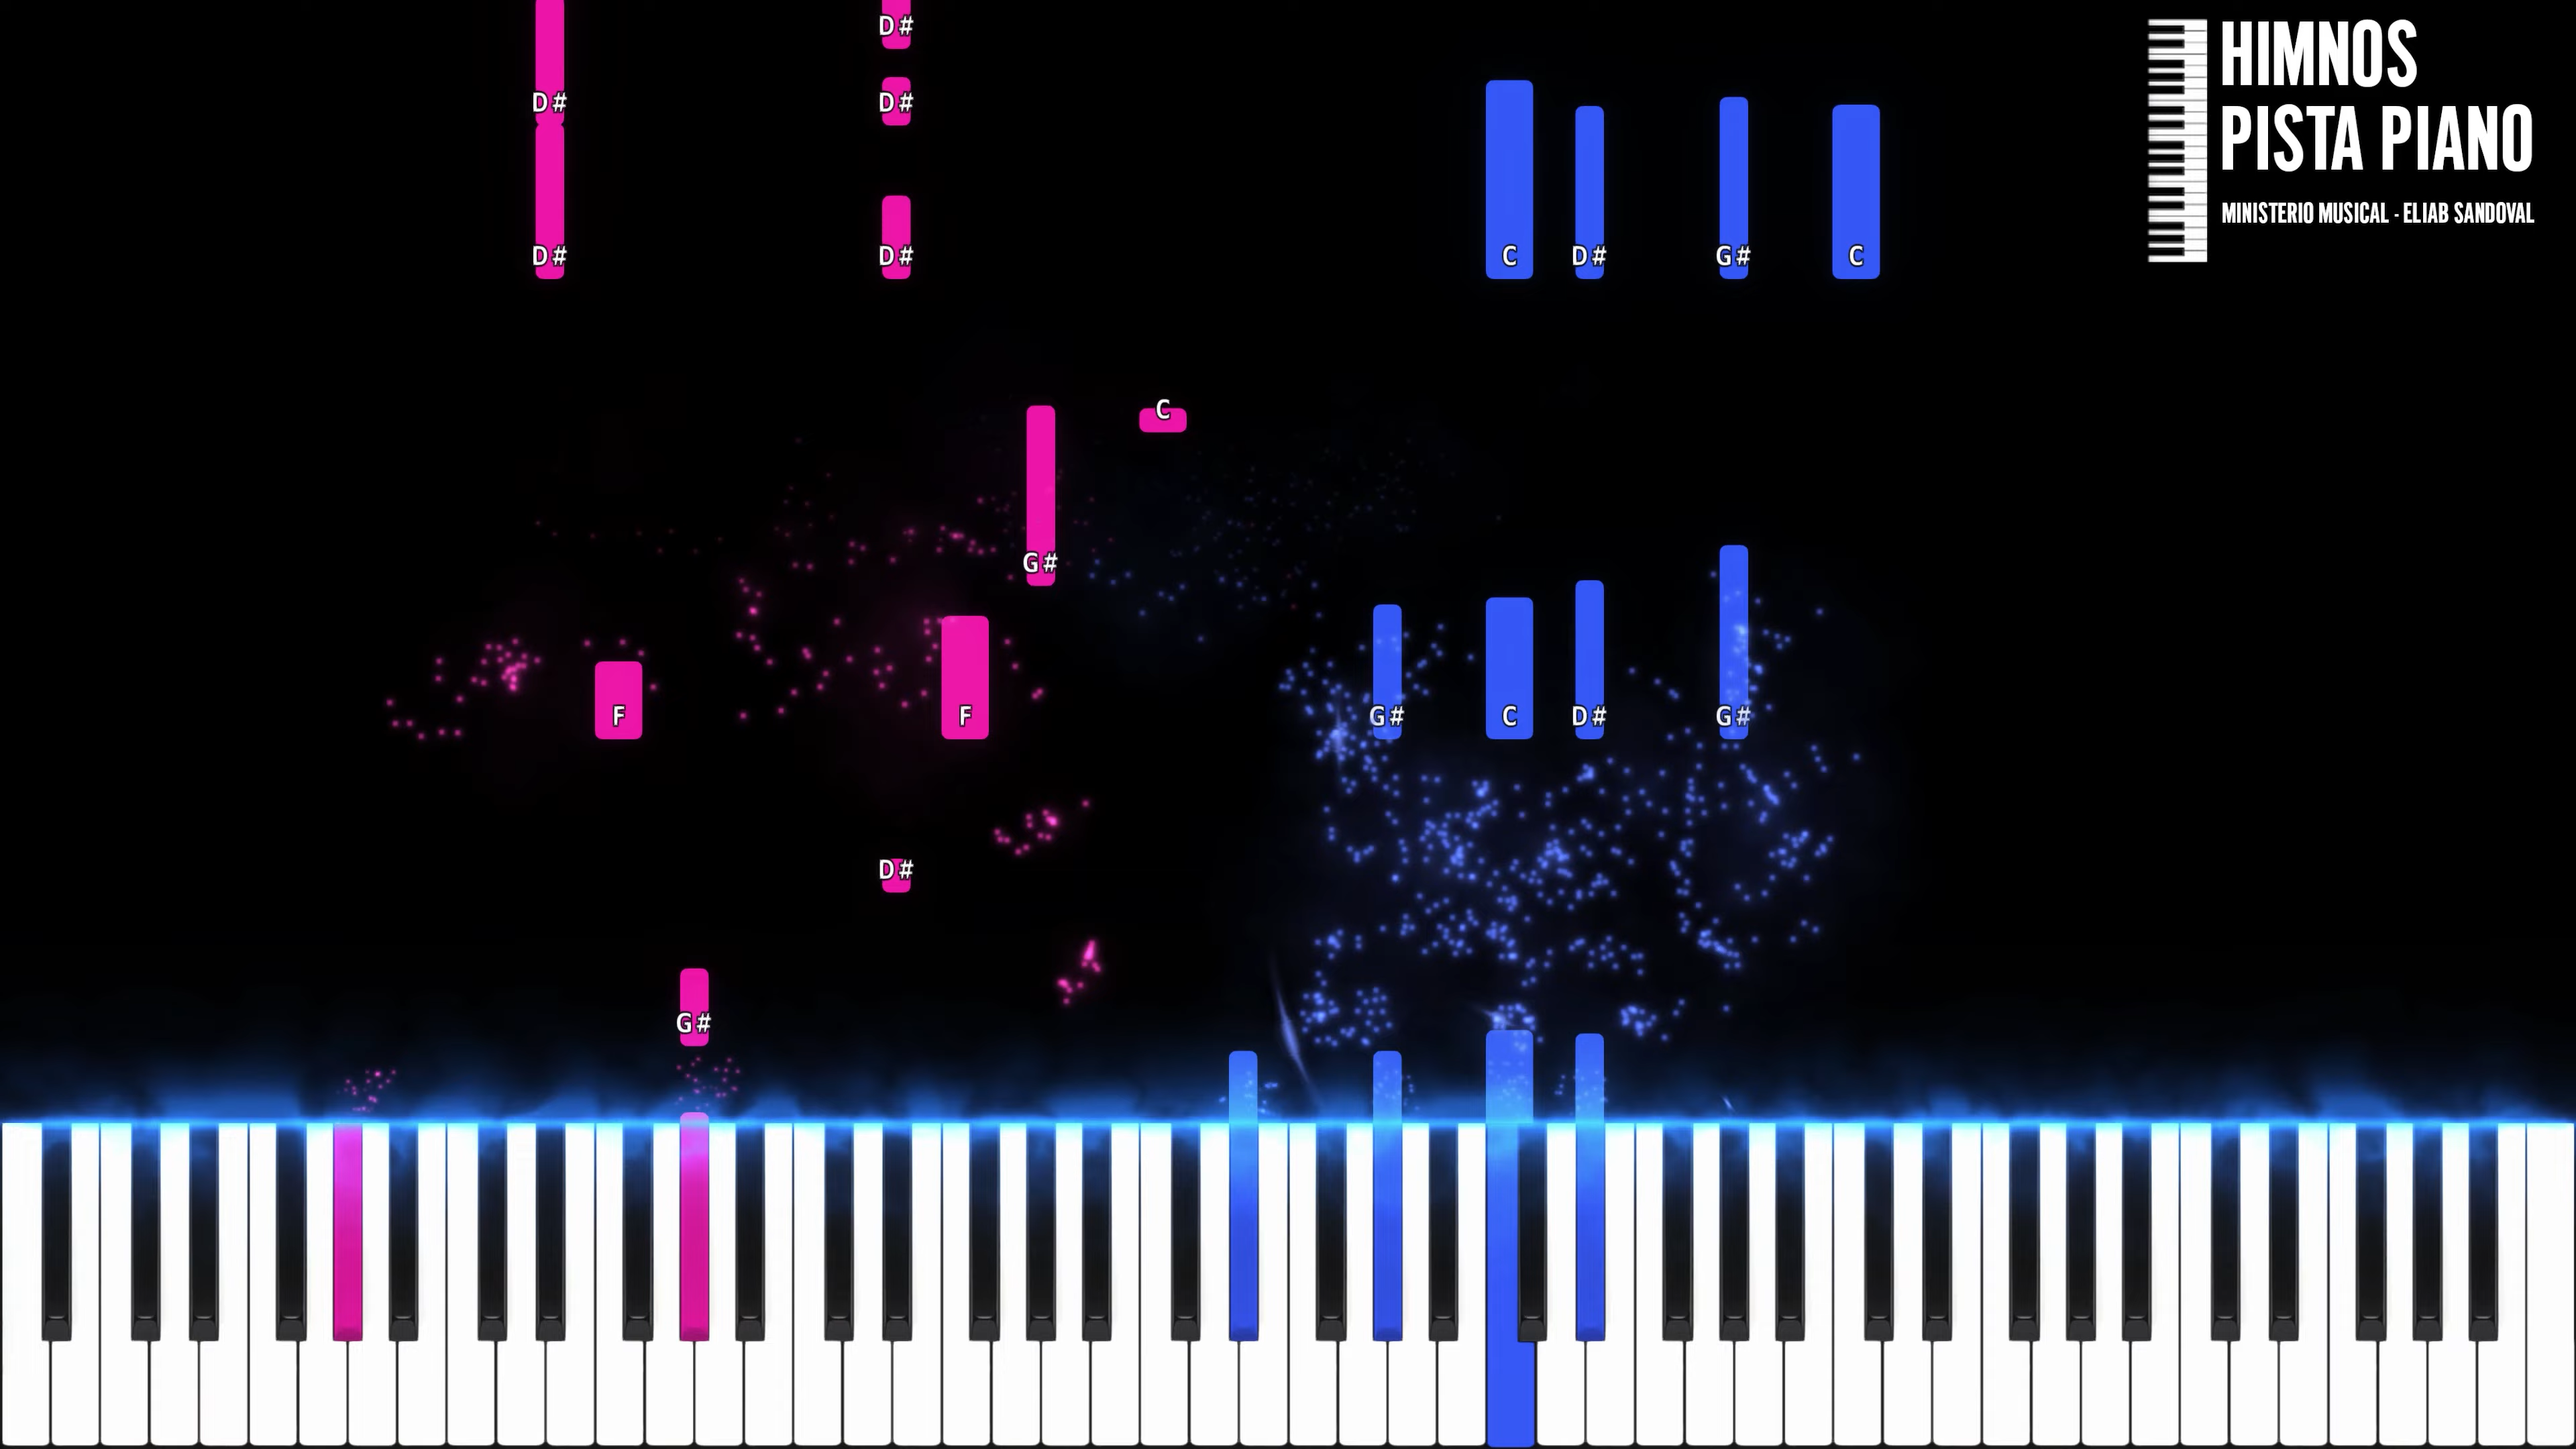 HIMNOS
PISTA PIANO
MINISTERIO MUSICAL - ELIAB SANDOVAL
D#
D# D#
D# D# C D# G# C
C
G#
F F G# C D# G#
D#
G#